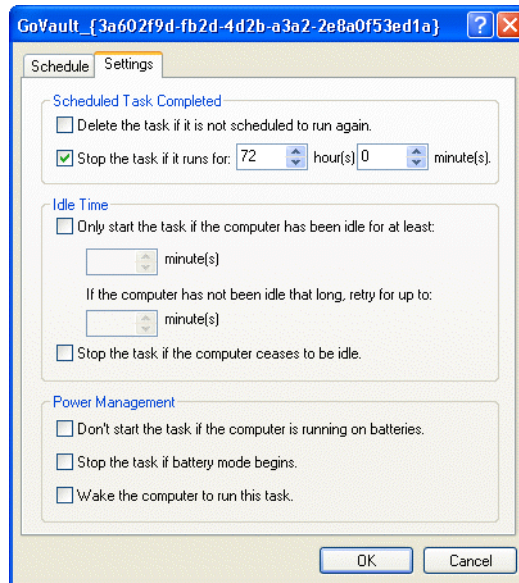 GoVault_{3a602f9d-fb2d-4d2b-a3a2-2e8a0f53ed1a}
Schedule Settings
Scheduled Task Completed
Delete the task if it is not scheduled to run again.
Stop the task if it runs for: 72 hour(s) 0 minute(s).
Idle Time
Only start the task if the computer has been idle for at least:
minute(s)
If the computer has not been idle that long, retry for up to:
minute(s)
Stop the task if the computer ceases to be idle.
Power Management
Don't start the task if the computer is running on batteries.
Stop the task if battery mode begins.
Wake the computer to run this task.
OK Cancel